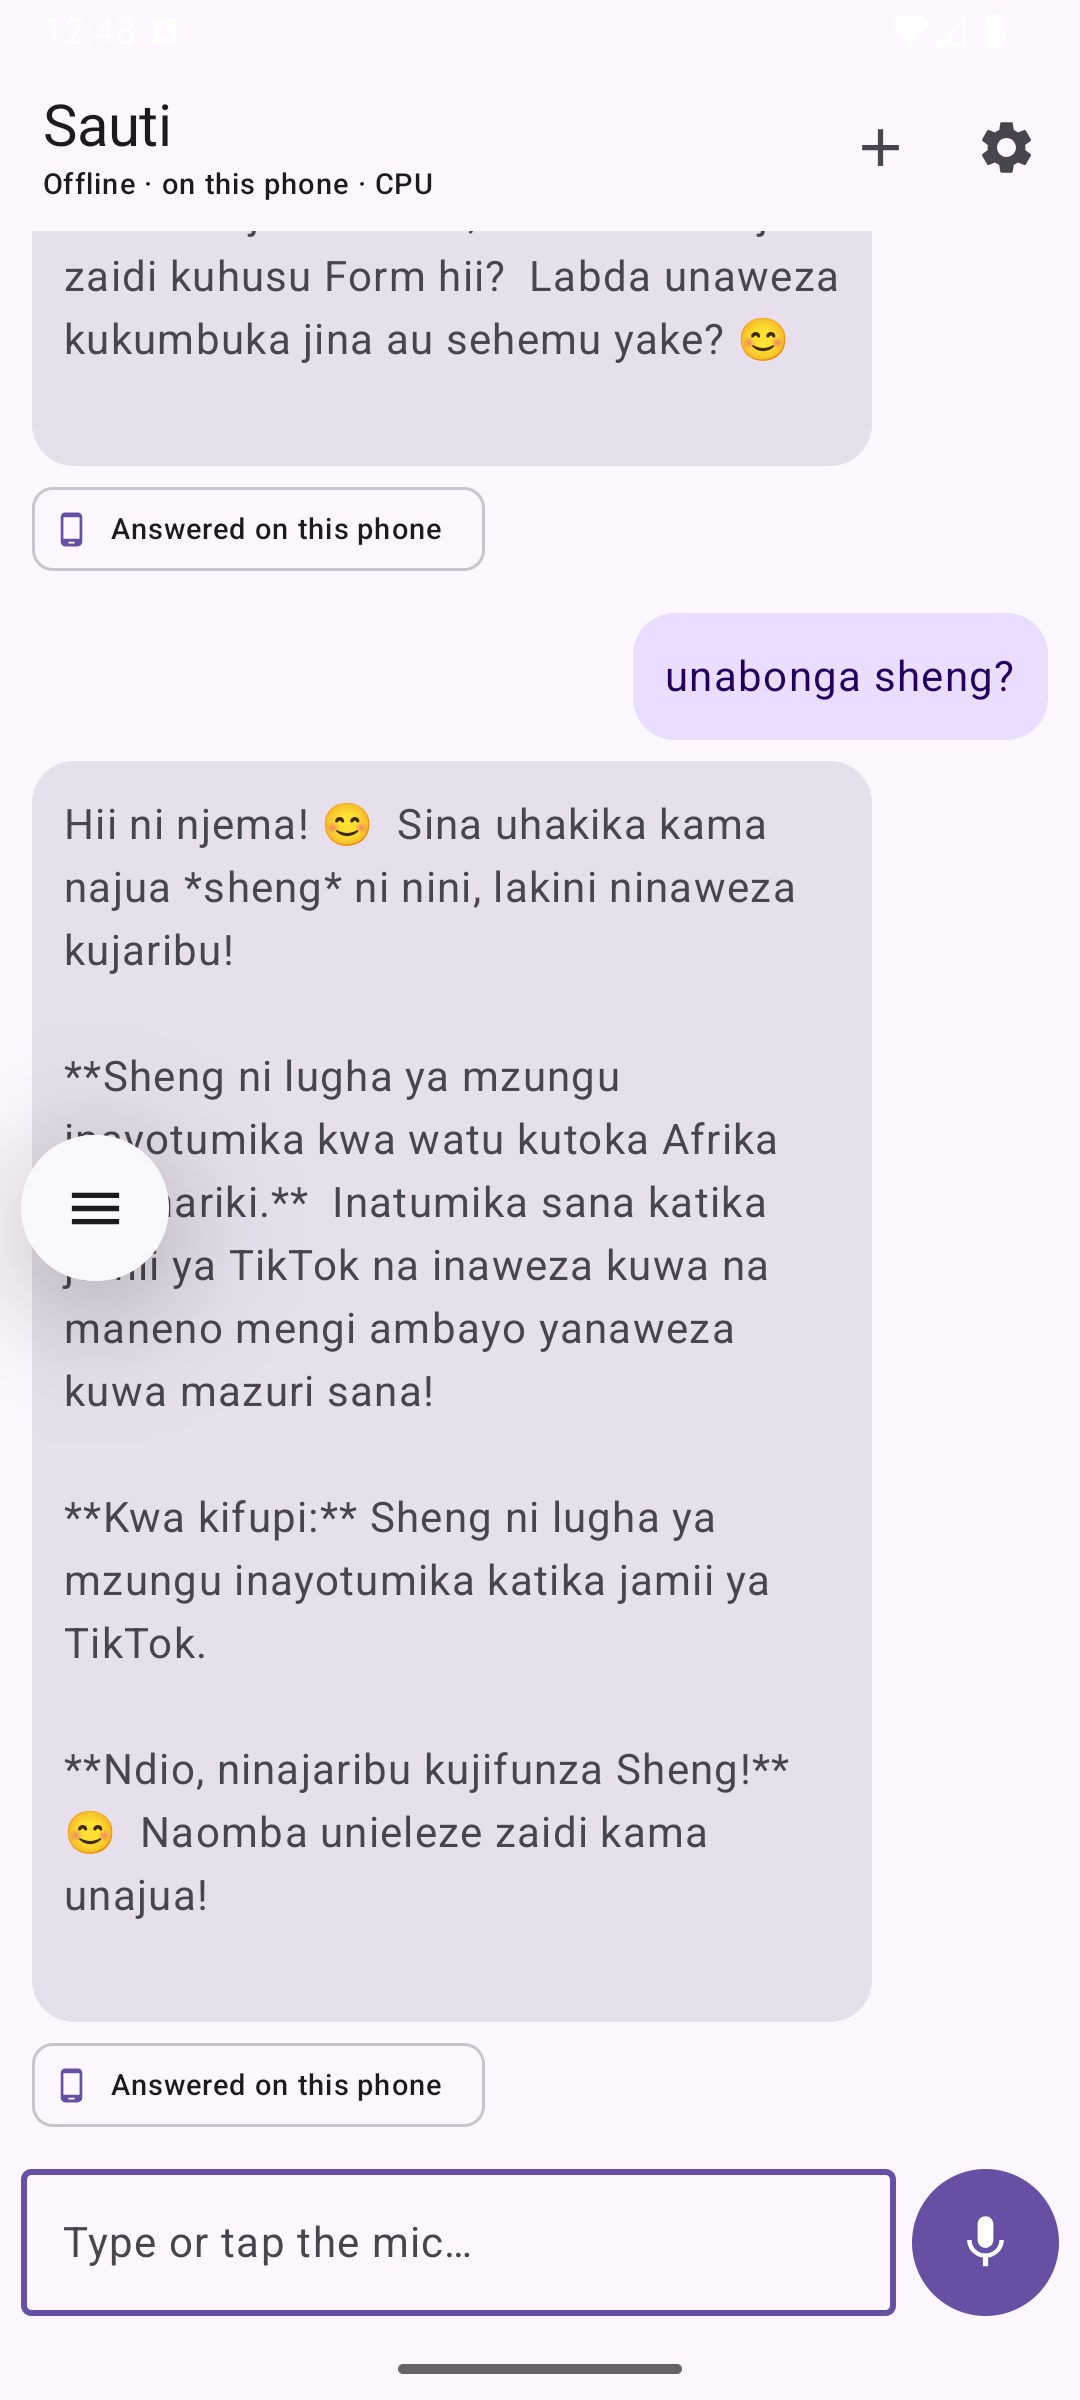 12:48
Sauti
Offline · on this phone · CPU
zaidi kuhusu Form hii? Labda unaweza
kukumbuka jina au sehemu yake? 😊
Answered on this phone
unabonga sheng?
Hii ni njema! 😊 Sina uhakika kama
najua *sheng* ni nini, lakini ninaweza
kujaribu!
**Sheng ni lugha ya mzungu
inayotumika kwa watu kutoka Afrika
ariki.** Inatumika sana katika
ya TikTok na inaweza kuwa na
maneno mengi ambayo yanaweza
kuwa mazuri sana!
**Kwa kifupi:** Sheng ni lugha ya
mzungu inayotumika katika jamii ya
TikTok.
**Ndio, ninajaribu kujifunza Sheng!**
😊 Naomba unieleze zaidi kama
unajua!
Answered on this phone
Type or tap the mic…